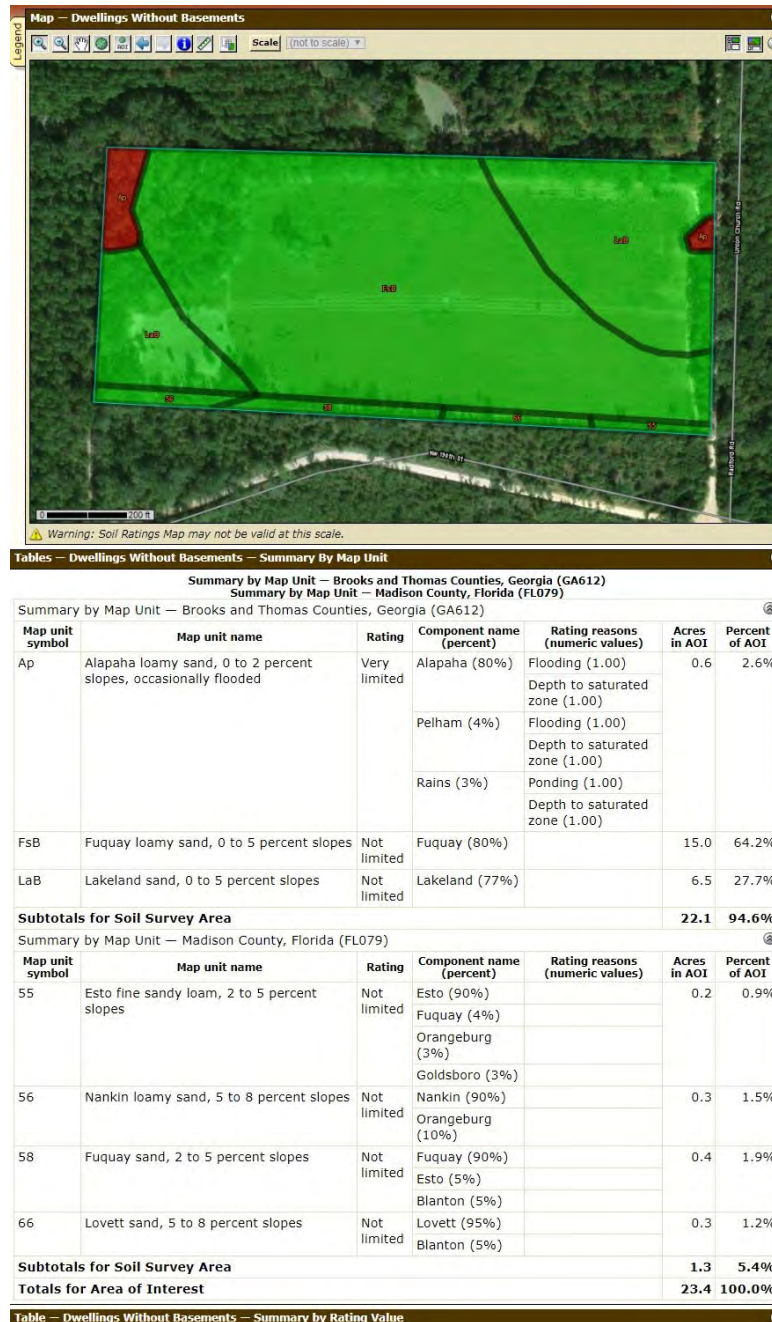 Legend
Map — Dwellings Without Basements
AOI
Scale (not to scale)
Ap
LaB
Ap
Union Church Rd
FsB
LaB
56
58
66
55
Nw 150th St
Radford Rd
0 200 ft
Warning: Soil Ratings Map may not be valid at this scale.
Tables — Dwellings Without Basements — Summary By Map Unit
Summary by Map Unit — Brooks and Thomas Counties, Georgia (GA612)
Summary by Map Unit — Madison County, Florida (FL079)
Summary by Map Unit — Brooks and Thomas Counties, Georgia (GA612)
Map unit symbol Map unit name Rating Component name (percent) Rating reasons (numeric values) Acres in AOI Percent of AOI
Ap Alapaha loamy sand, 0 to 2 percent slopes, occasionally flooded Very limited Alapaha (80%) Flooding (1.00) 0.6 2.6%
Depth to saturated zone (1.00)
Pelham (4%) Flooding (1.00)
Depth to saturated zone (1.00)
Rains (3%) Ponding (1.00)
Depth to saturated zone (1.00)
FsB Fuquay loamy sand, 0 to 5 percent slopes Not limited Fuquay (80%) 15.0 64.2%
LaB Lakeland sand, 0 to 5 percent slopes Not limited Lakeland (77%) 6.5 27.7%
Subtotals for Soil Survey Area 22.1 94.6%
Summary by Map Unit — Madison County, Florida (FL079)
Map unit symbol Map unit name Rating Component name (percent) Rating reasons (numeric values) Acres in AOI Percent of AOI
55 Esto fine sandy loam, 2 to 5 percent slopes Not limited Esto (90%) 0.2 0.9%
Fuquay (4%)
Orangeburg (3%)
Goldsboro (3%)
56 Nankin loamy sand, 5 to 8 percent slopes Not limited Nankin (90%) 0.3 1.5%
Orangeburg (10%)
58 Fuquay sand, 2 to 5 percent slopes Not limited Fuquay (90%) 0.4 1.9%
Esto (5%)
Blanton (5%)
66 Lovett sand, 5 to 8 percent slopes Not limited Lovett (95%) 0.3 1.2%
Blanton (5%)
Subtotals for Soil Survey Area 1.3 5.4%
Totals for Area of Interest 23.4 100.0%
Table — Dwellings Without Basements — Summary by Rating Value